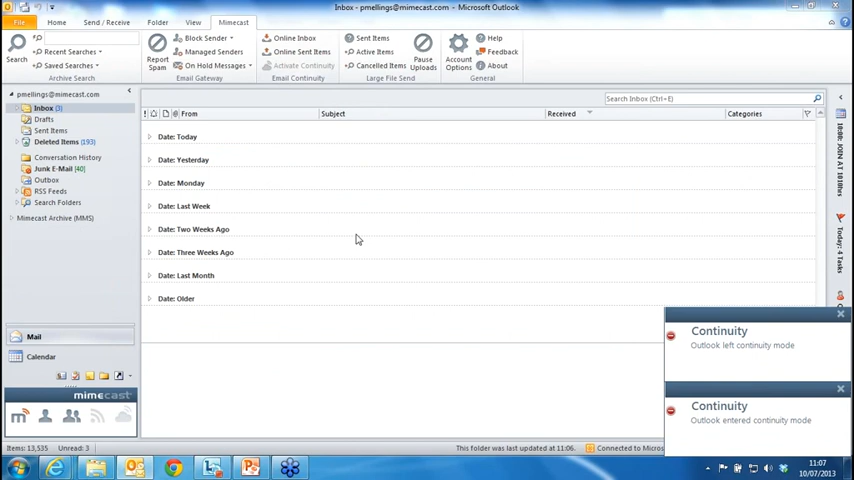 Inbox - pmellings@mimecast.com - Microsoft Outlook
File Home Send / Receive Folder View Mimecast
Search
Recent Searches
Saved Searches
Archive Search
Report Spam
Block Sender
Managed Senders
On Hold Messages
Email Gateway
Online Inbox
Online Sent Items
Activate Continuity
Email Continuity
Sent Items
Active Items
Cancelled Items
Pause Uploads
Large File Send
Account Options
Help
Feedback
About
General
pmellings@mimecast.com
Inbox (3)
Drafts
Sent Items
Deleted Items (193)
Conversation History
Junk E-Mail [40]
Outbox
RSS Feeds
Search Folders
Mimecast Archive (MMS)
Mail
Calendar
mimecast
Search Inbox (Ctrl+E)
From Subject Received Categories
Date: Today
Date: Yesterday
Date: Monday
Date: Last Week
Date: Two Weeks Ago
Date: Three Weeks Ago
Date: Last Month
Date: Older
Today: 4 Tasks
Continuity
Outlook left continuity mode
Continuity
Outlook entered continuity mode
Items: 13,535 Unread: 3 This folder was last updated at 11:06. Connected to Micros
11:07
10/07/2013